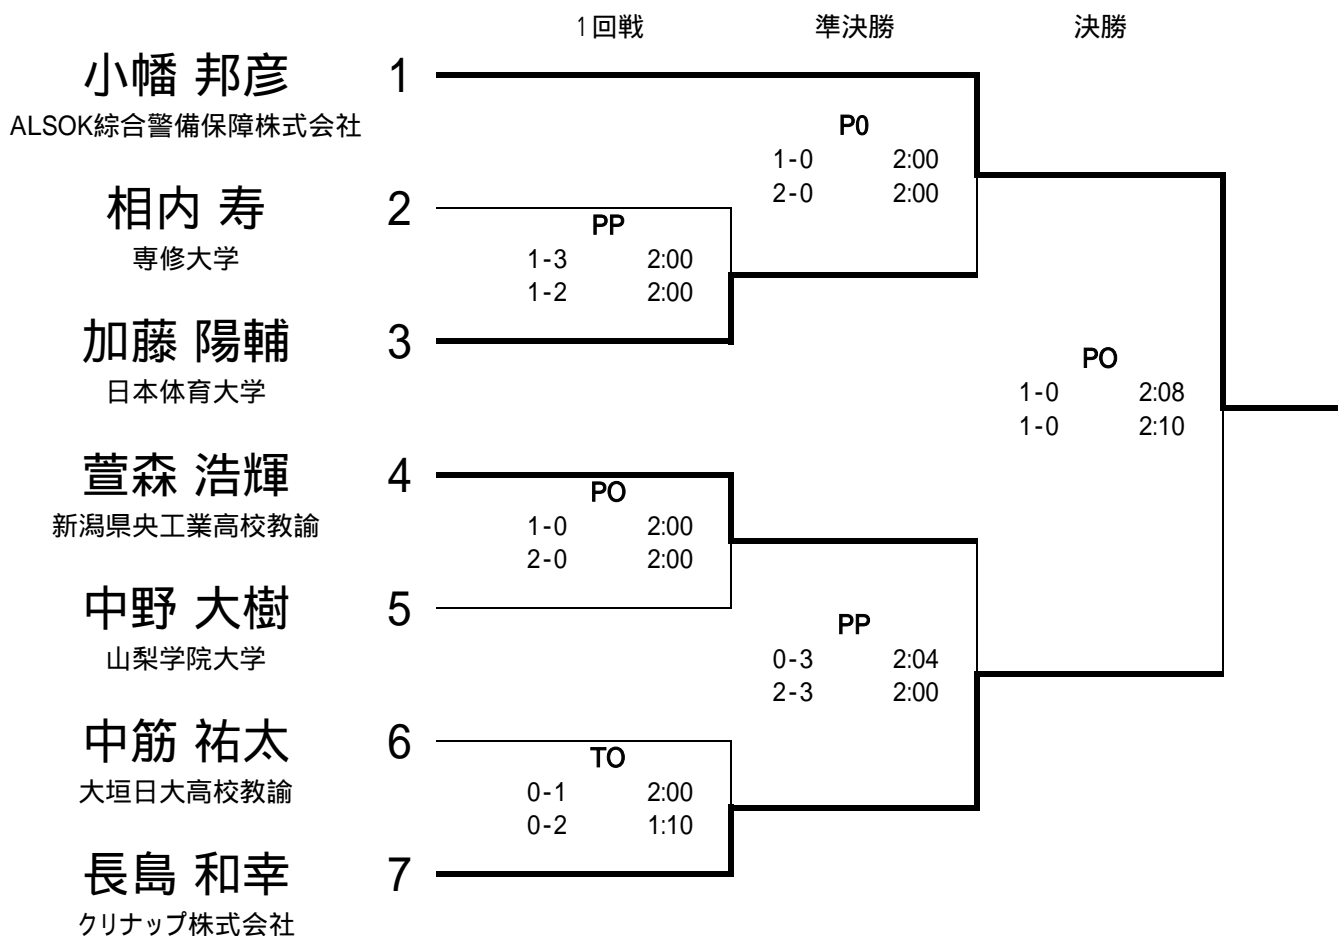 1回戦 準決勝 決勝
小幡 邦彦 1
ALSOK綜合警備保障株式会社
P0
1-0 2:00
2-0 2:00
相内 寿 2
専修大学
PP
1-3 2:00
1-2 2:00
加藤 陽輔 3
日本体育大学
PO
1-0 2:08
1-0 2:10
萱森 浩輝 4
新潟県央工業高校教諭
PO
1-0 2:00
2-0 2:00
中野 大樹 5
山梨学院大学
PP
0-3 2:04
2-3 2:00
中筋 祐太 6
大垣日大高校教諭
TO
0-1 2:00
0-2 1:10
長島 和幸 7
クリナップ株式会社